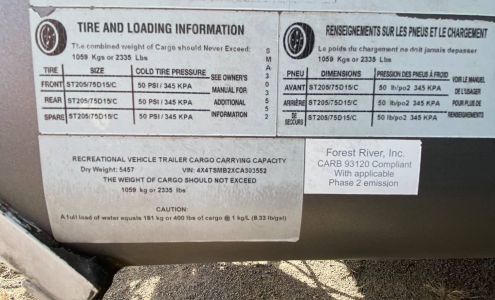 TIRE AND LOADING INFORMATION
The combined weight of Cargo should Never Exceed:
1059 Kgs or 2335 Lbs
TIRE SIZE COLD TIRE PRESSURE SEE OWNER'S MANUAL FOR ADDITIONAL INFORMATION
FRONT ST205/75D15/C 50 PSI / 345 KPA
REAR ST205/75D15/C 50 PSI / 345 KPA
SPARE ST205/75D15/C 50 PSI / 345 KPA
RENSEIGNEMENTS SUR LES PNEUS ET LE CHARGEMENT
Le poids du chargement ne doit jamais depasser
1059 Kgs or 2335 Lbs
PNEU DIMENSIONS PRESSION DES PNEUS À FROID VOIR LE MANUEL DE L'USAGER POUR PLUS DE RENSEIGNEMENTS
AVANT ST205/75D15/C 50 lb/po2 345 KPA
ARRIÈRE ST205/75D15/C 50 lb/po2 345 KPA
DE SECOURS ST205/75D15/C 50 lb/po2 345 KPA
RECREATIONAL VEHICLE TRAILER CARGO CARRYING CAPACITY
Dry Weight: 5457 VIN: 4X4TSMB2XCA303552
THE WEIGHT OF CARGO SHOULD NOT EXCEED
1059 kg or 2335 lbs
CAUTION:
A full load of water equals 181 kg or 400 lbs of cargo @ 1 kg/L (8.33 lb/gal)
Forest River, Inc.
CARB 93120 Compliant
With applicable
Phase 2 emission